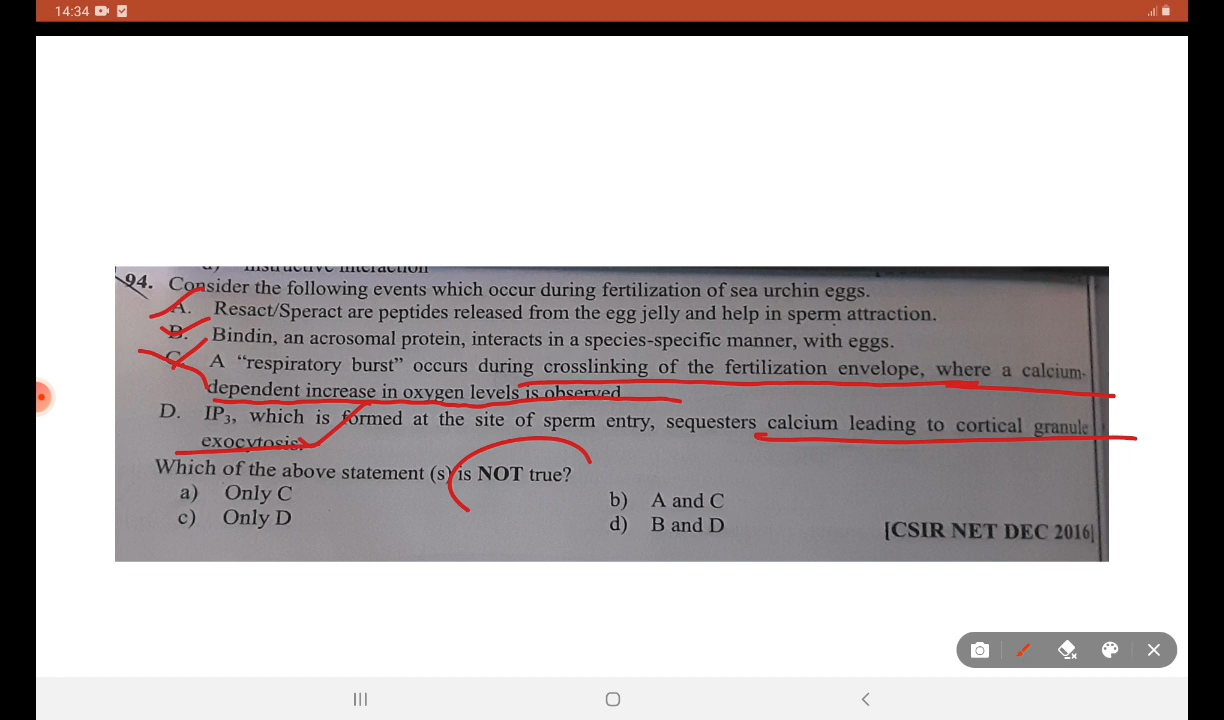 14:34
94. Consider the following events which occur during fertilization of sea urchin eggs.
A. Resact/Speract are peptides released from the egg jelly and help in sperm attraction.
B. Bindin, an acrosomal protein, interacts in a species-specific manner, with eggs.
C. A “respiratory burst” occurs during crosslinking of the fertilization envelope, where a calcium-
dependent increase in oxygen levels is observed
D. IP3, which is formed at the site of sperm entry, sequesters calcium leading to cortical granule
exocytosis.
Which of the above statement (s) is NOT true?
a) Only C
b) A and C
c) Only D
d) B and D
[CSIR NET DEC 2016]